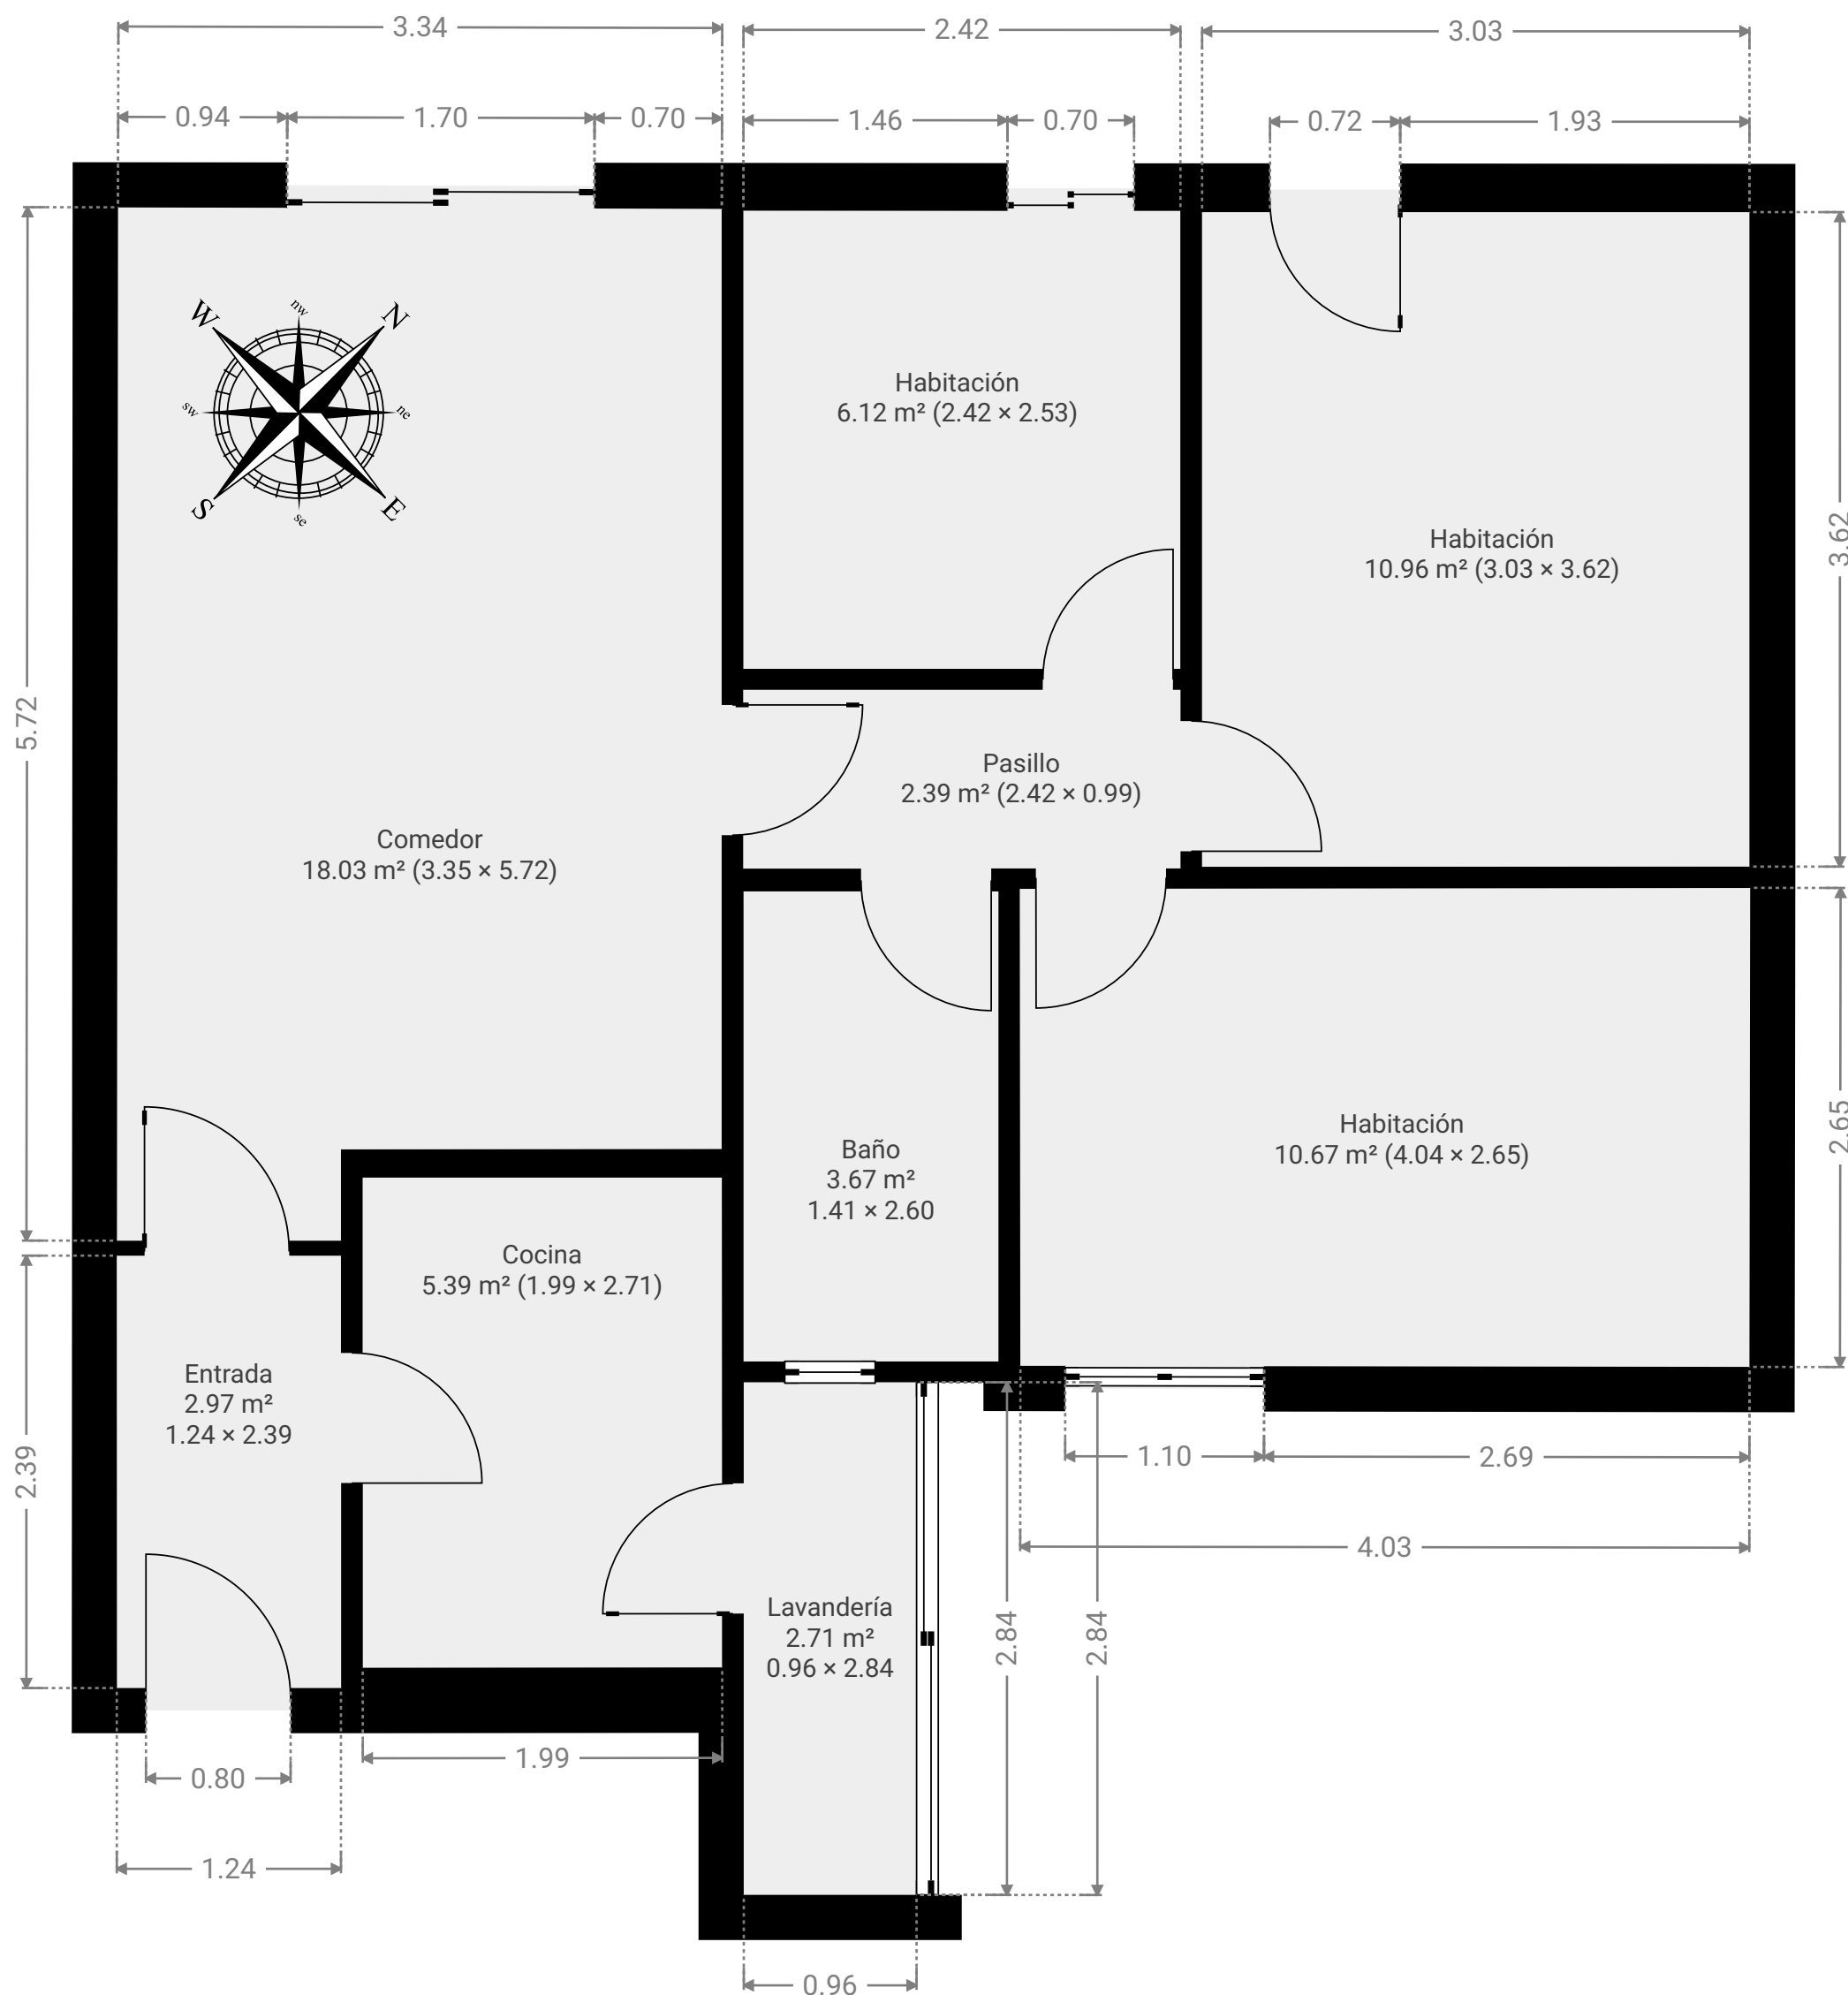 3.34
2.42
3.03
0.94
1.70
0.70
1.46
0.70
0.72
1.93
W
nw
N
sw
ne
S
se
E
Habitación
6.12 m² (2.42 × 2.53)
Habitación
10.96 m² (3.03 × 3.62)
3.62
5.72
Pasillo
2.39 m² (2.42 × 0.99)
Comedor
18.03 m² (3.35 × 5.72)
Habitación
10.67 m² (4.04 × 2.65)
2.65
Baño
3.67 m²
1.41 × 2.60
Cocina
5.39 m² (1.99 × 2.71)
Entrada
2.97 m²
1.24 × 2.39
2.39
1.10
2.69
4.03
Lavandería
2.71 m²
0.96 × 2.84
2.84
2.84
1.99
0.80
1.24
0.96